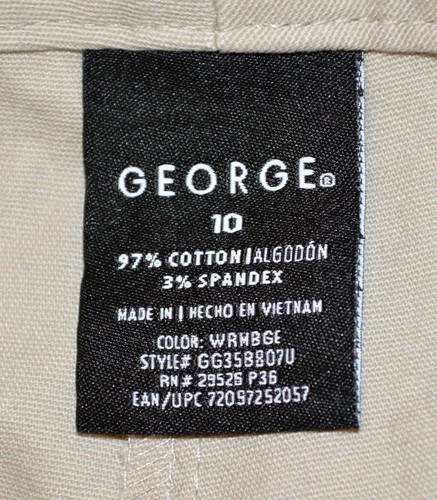 GEORGE®
10
97% COTTON|ALGODÓN
3% SPANDEX
MADE IN | HECHO EN VIETNAM
COLOR: WRMBGE
STYLE# GG35B807U
RN# 29526 P36
EAN/UPC 72097252057